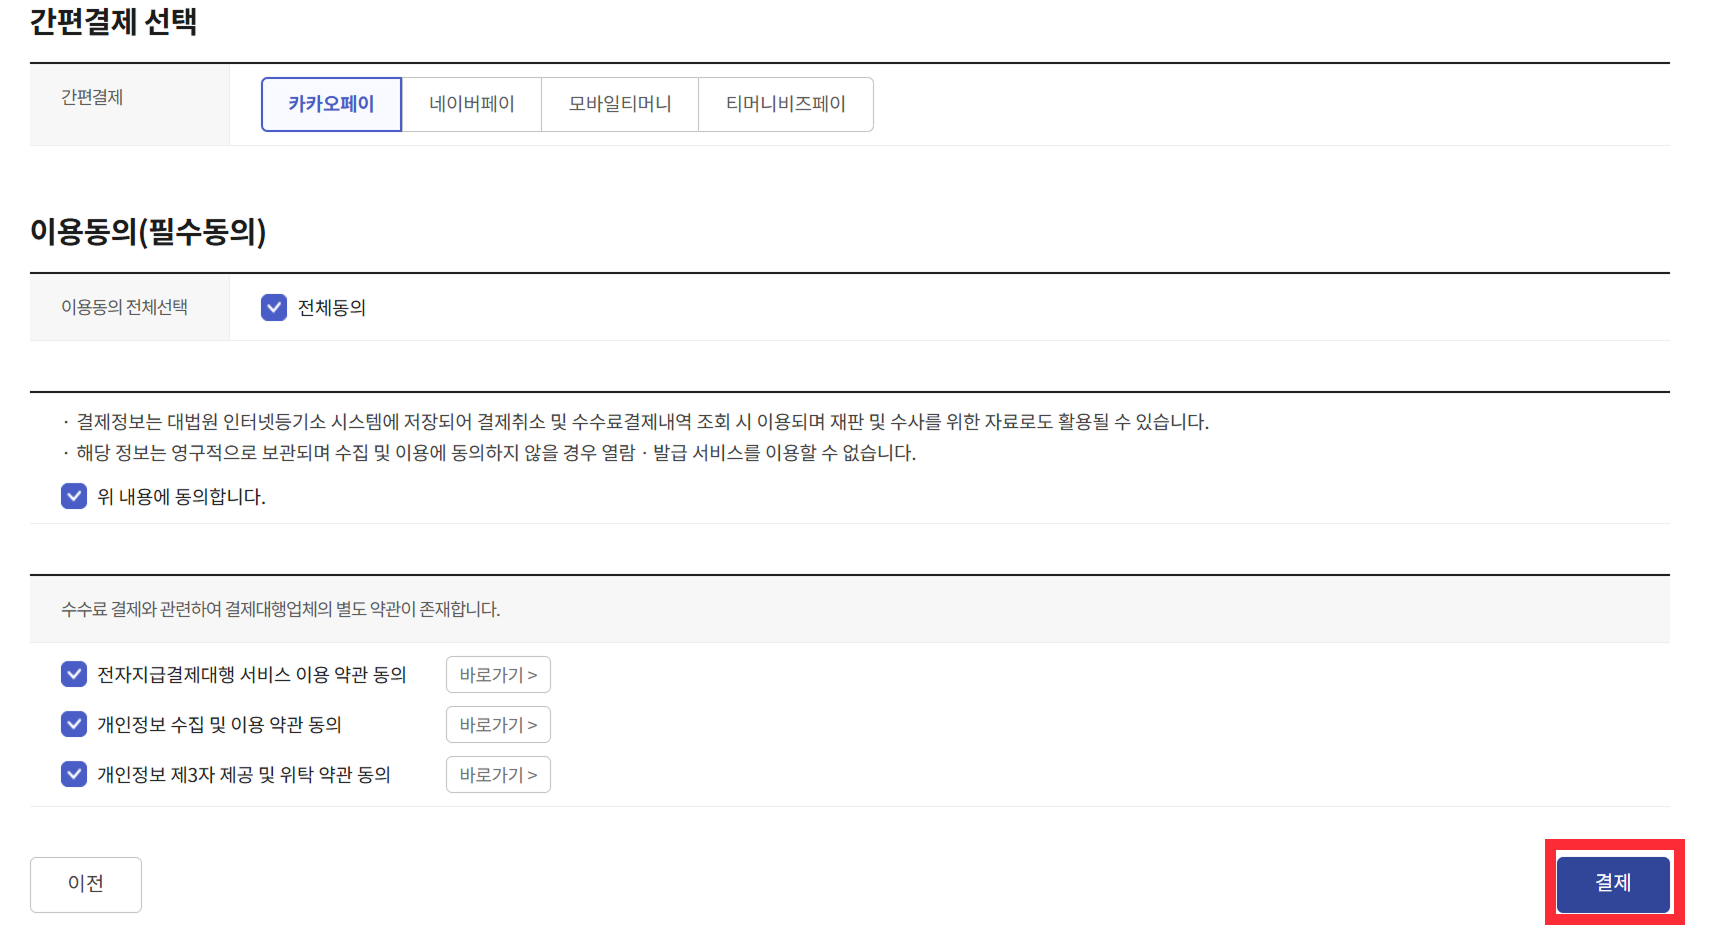 간편결제 선택
간편결제
카카오페이 네이버페이 모바일티머니 티머니비즈페이
이용동의(필수동의)
이용동의 전체선택 전체동의
· 결제정보는 대법원 인터넷등기소 시스템에 저장되어 결제취소 및 수수료결제내역 조회 시 이용되며 재판 및 수사를 위한 자료로도 활용될 수 있습니다.
· 해당 정보는 영구적으로 보관되며 수집 및 이용에 동의하지 않을 경우 열람 · 발급 서비스를 이용할 수 없습니다.
위 내용에 동의합니다.
수수료 결제와 관련하여 결제대행업체의 별도 약관이 존재합니다.
전자지급결제대행 서비스 이용 약관 동의 바로가기 >
개인정보 수집 및 이용 약관 동의 바로가기 >
개인정보 제3자 제공 및 위탁 약관 동의 바로가기 >
이전 결제